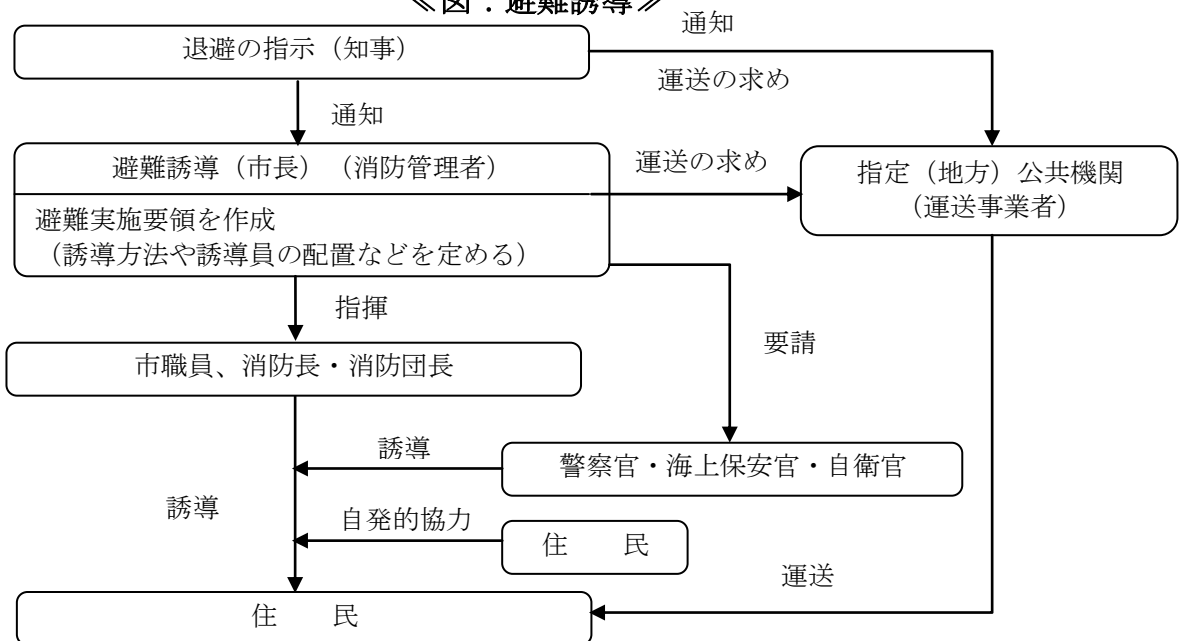 ≪図:避難誘導≫
通知
退避の指示(知事)
運送の求め
通知
避難誘導(市長)(消防管理者)
運送の求め
指定(地方)公共機関
(運送事業者)
避難実施要領を作成
(誘導方法や誘導員の配置などを定める)
指揮
要請
市職員、消防長・消防団長
誘導
警察官・海上保安官・自衛官
誘導
自発的協力
住 民
運送
住 民